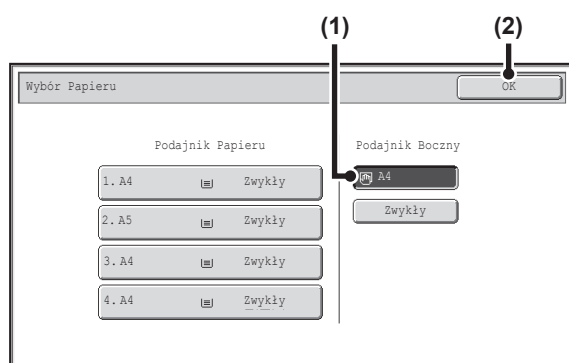 (1) (2)
Wybór Papieru OK
Podajnik Papieru Podajnik Boczny
1. A4 Zwykły A4
2. A5 Zwykły Zwykły
3. A4 Zwykły
4. A4 Zwykły